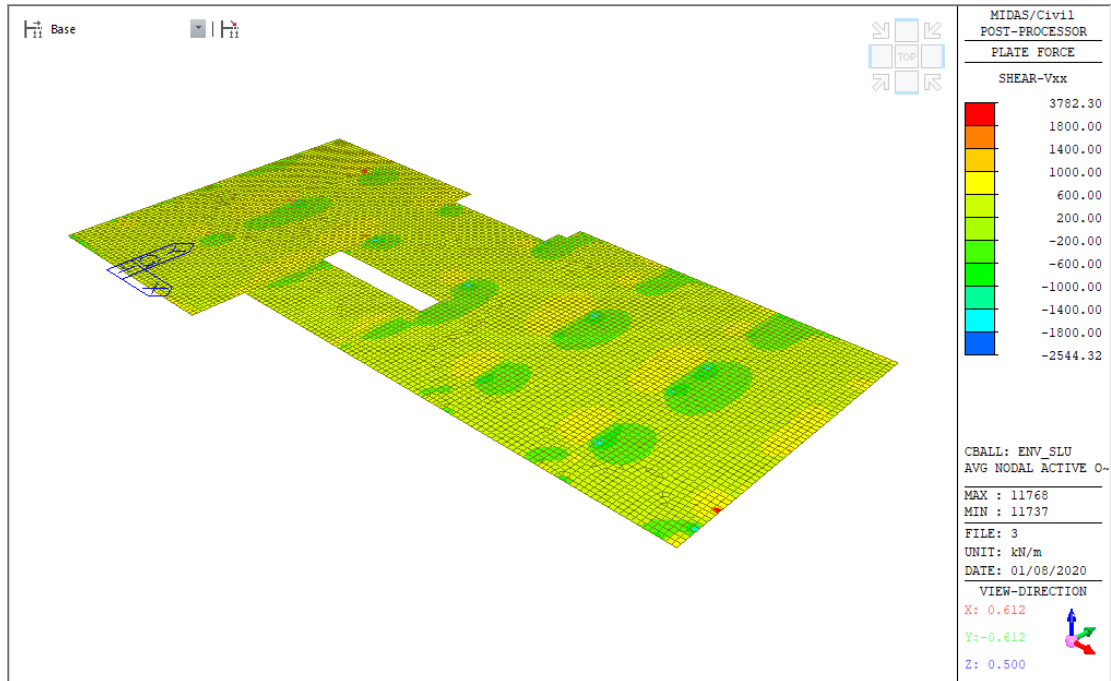 Base
TOP
MIDAS/Civil
POST-PROCESSOR
PLATE FORCE
SHEAR-Vxx
3782.30
1800.00
1400.00
1000.00
600.00
200.00
-200.00
-600.00
-1000.00
-1400.00
-1800.00
-2544.32
CBALL: ENV_SLU
AVG NODAL ACTIVE O~
MAX : 11768
MIN : 11737
FILE: 3
UNIT: kN/m
DATE: 01/08/2020
VIEW-DIRECTION
X: 0.612
Y:-0.612
Z: 0.500